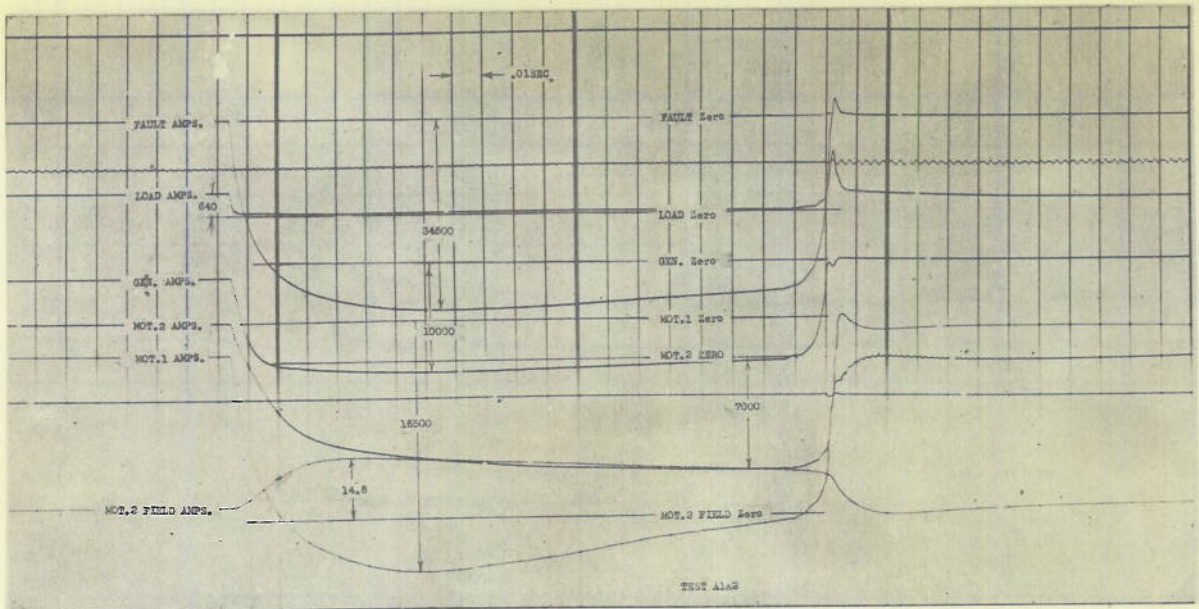 .01SEC.
FAULT AMPS.
FAULT Zero
LOAD AMPS.
640
LOAD Zero
34500
GEN. Zero
GEN. AMPS.
MOT.1 Zero
MOT.2 AMPS.
10000
MOT.1 AMPS.
MOT.2 ZERO
7000
16500
14.8
MOT.2 FIELD AMPS.
MOT.2 FIELD Zero
TEST A1A2